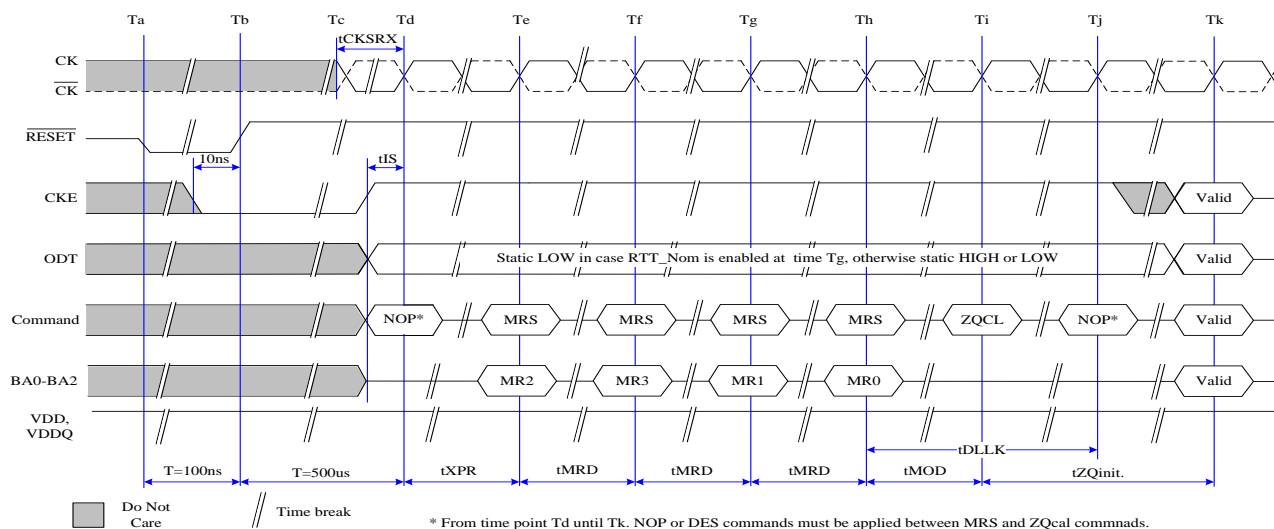 Ta Tb Tc Td Te Tf Tg Th Ti Tj Tk
tCKSRX
CK
CK
RESET
10ns
tIS
CKE
Valid
ODT
Static LOW in case RTT_Nom is enabled at time Tg, otherwise static HIGH or LOW
Valid
Command
NOP* MRS MRS MRS MRS ZQCL NOP* Valid
BA0-BA2
MR2 MR3 MR1 MR0 Valid
VDD,
VDDQ
tDLLK
T=100ns T=500us tXPR tMRD tMRD tMRD tMOD tZQinit.
Do Not
Care
Time break
* From time point Td until Tk. NOP or DES commands must be applied between MRS and ZQcal commnads.